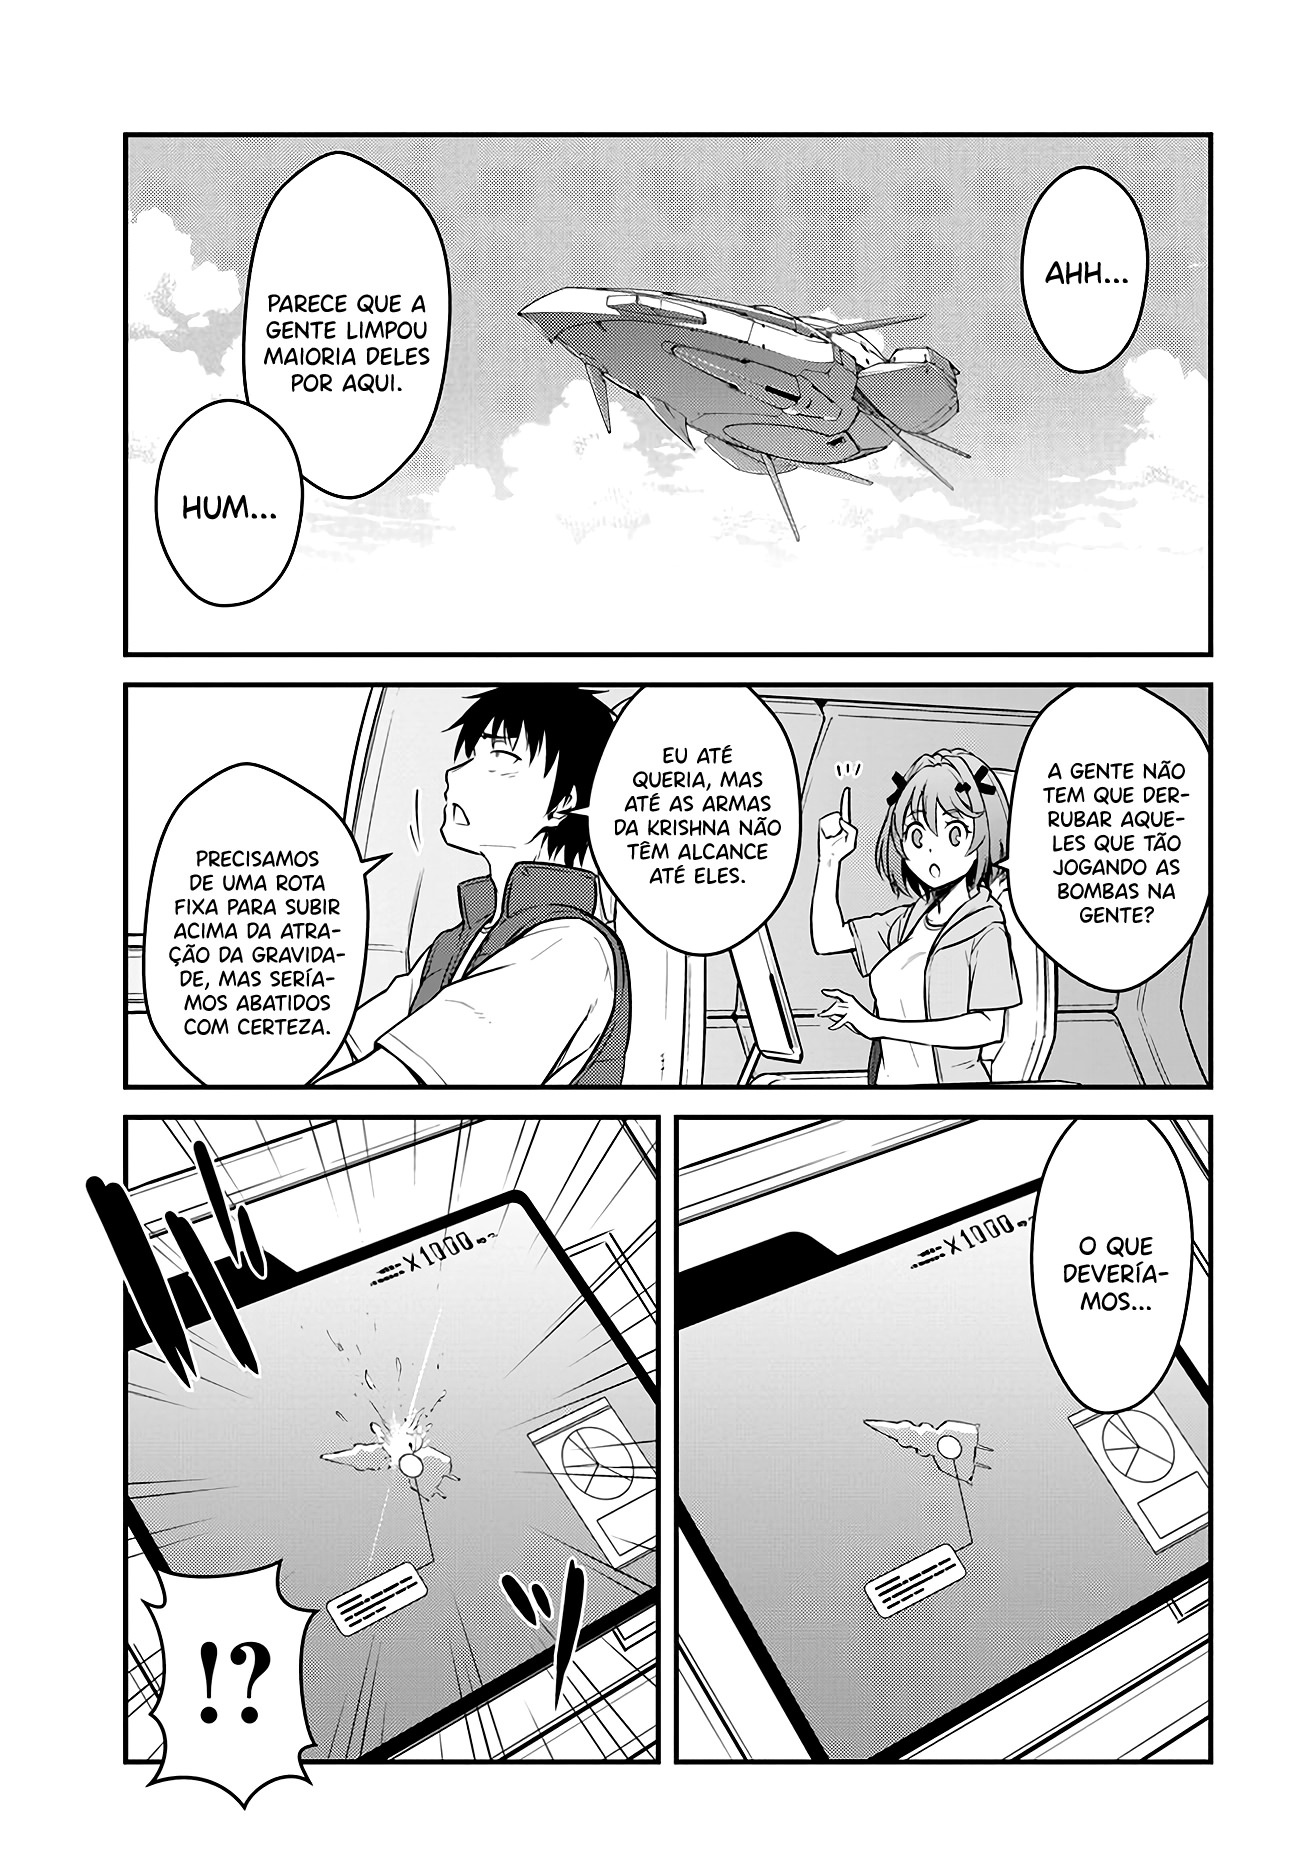 AHH...
PARECE QUE A
GENTE LIMPOU
MAIORIA DELES
POR AQUI.
HUM...
A GENTE NÃO
TEM QUE DER-
RUBAR AQUE-
LES QUE TÃO
JOGANDO AS
BOMBAS NA
GENTE?
EU ATÉ
QUERIA, MAS
ATÉ AS ARMAS
DA KRISHNA NÃO
TÊM ALCANCE
ATÉ ELES.
PRECISAMOS
DE UMA ROTA
FIXA PARA SUBIR
ACIMA DA ATRA-
ÇÃO DA GRAVIDA-
DE, MAS SERÍA-
MOS ABATIDOS
COM CERTEZA.
O QUE
DEVERÍA-
MOS...
X1000
X1000
!?